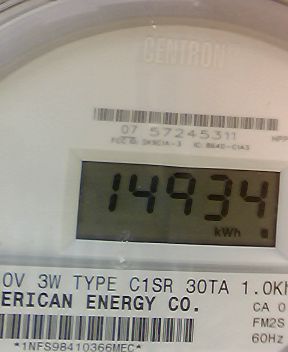 CENTRON
07 57245311
14934
kWh
0V 3W TYPE C1SR 30TA 1.0Kh
ERICAN ENERGY CO.
CA 0
FM2S
60Hz
*1NFS98410366MEC*